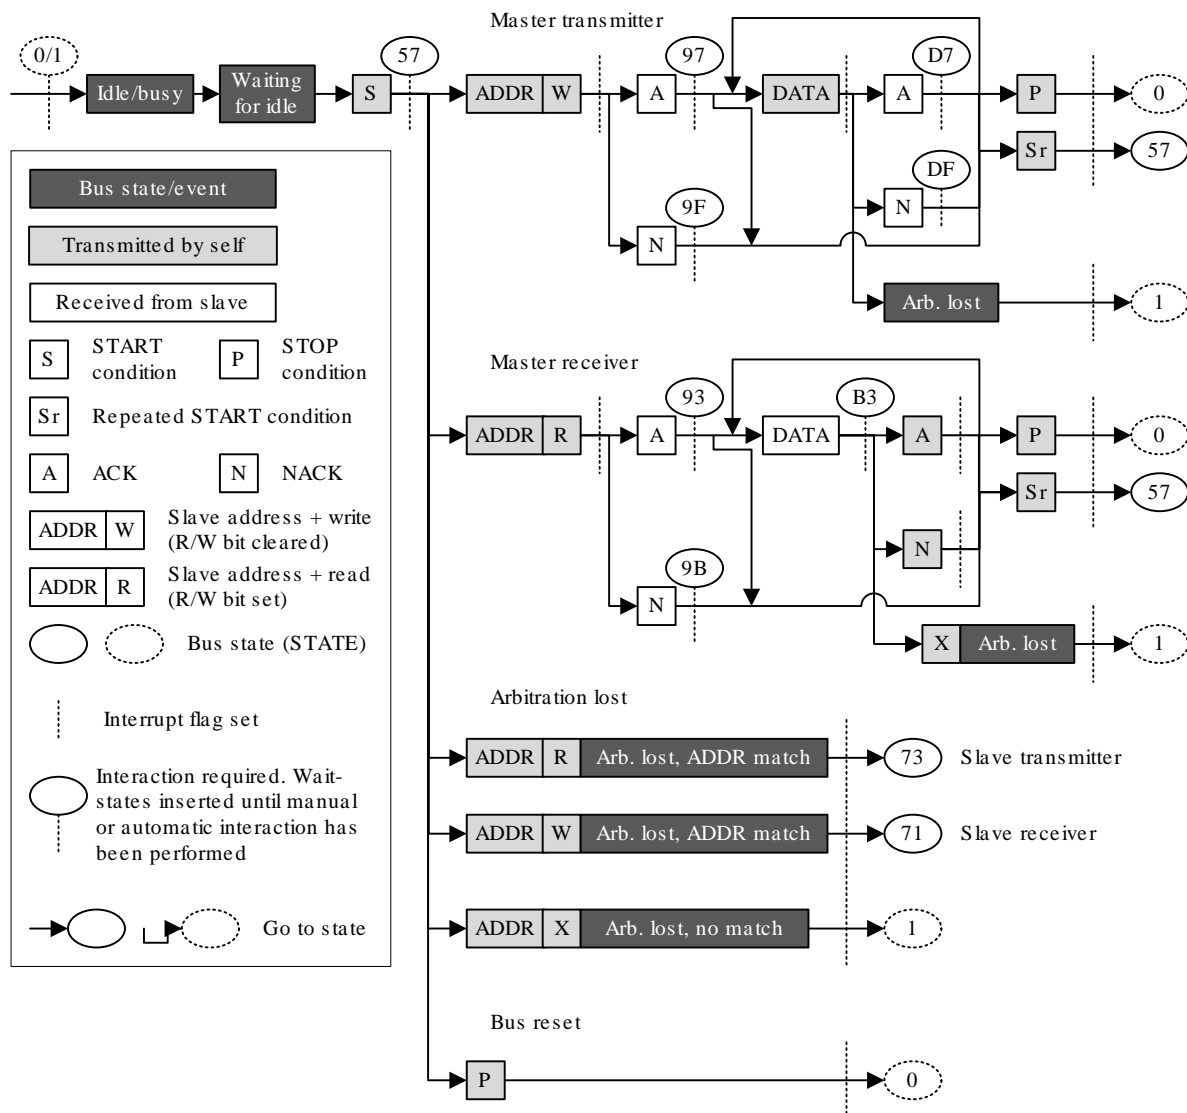 Master transmitter
0/1
57
97
D7
Idle/busy
Waiting
for idle
S
ADDR
W
A
DATA
A
P
0
Sr
57
DF
N
9F
N
Arb. lost
1
Bus state/event
Transmitted by self
Received from slave
S
START
condition
P
STOP
condition
Sr
Repeated START condition
A
ACK
N
NACK
ADDR
W
Slave address + write
(R/W bit cleared)
ADDR
R
Slave address + read
(R/W bit set)
Bus state (STATE)
Interrupt flag set
Interaction required. Wait-
states inserted until manual
or automatic interaction has
been performed
Go to state
Master receiver
93
B3
ADDR
R
A
DATA
A
P
0
Sr
57
N
9B
N
X
Arb. lost
1
Arbitration lost
ADDR
R
Arb. lost, ADDR match
73
Slave transmitter
ADDR
W
Arb. lost, ADDR match
71
Slave receiver
ADDR
X
Arb. lost, no match
1
Bus reset
P
0